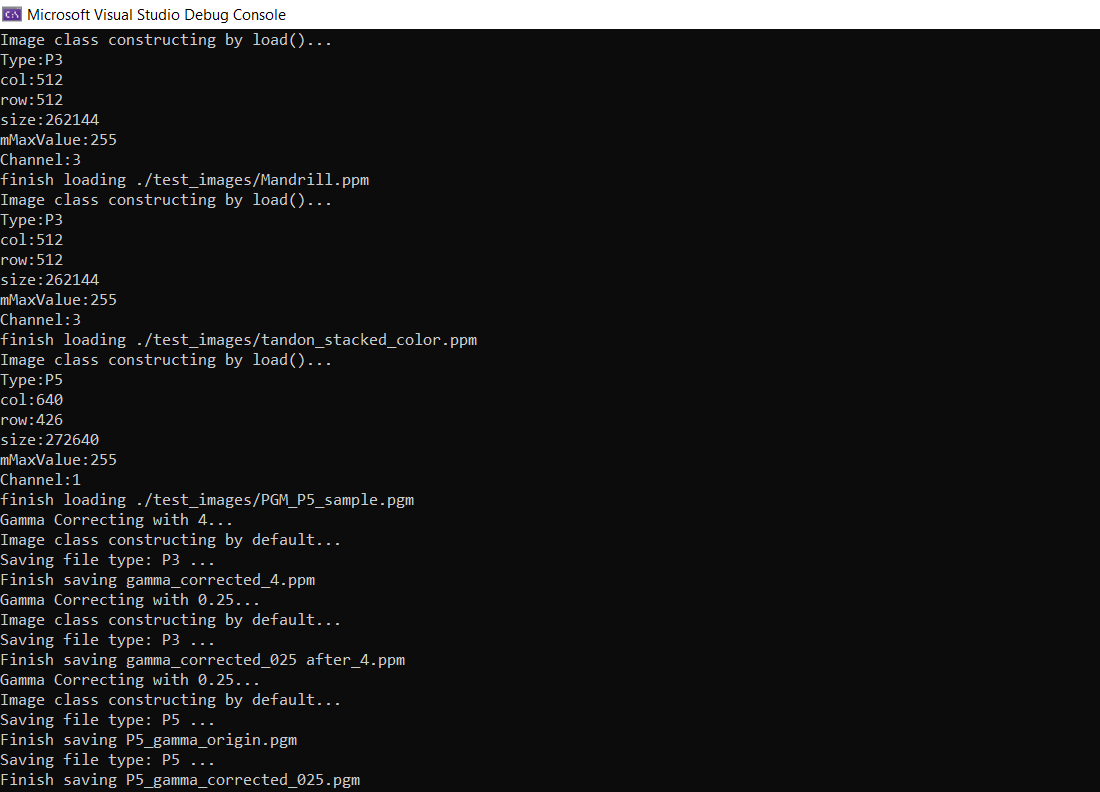 Microsoft Visual Studio Debug Console
Image class constructing by load()...
Type:P3
col:512
row:512
size:262144
mMaxValue:255
Channel:3
finish loading ./test_images/Mandrill.ppm
Image class constructing by load()...
Type:P3
col:512
row:512
size:262144
mMaxValue:255
Channel:3
finish loading ./test_images/tandon_stacked_color.ppm
Image class constructing by load()...
Type:P5
col:640
row:426
size:272640
mMaxValue:255
Channel:1
finish loading ./test_images/PGM_P5_sample.pgm
Gamma Correcting with 4...
Image class constructing by default...
Saving file type: P3 ...
Finish saving gamma_corrected_4.ppm
Gamma Correcting with 0.25...
Image class constructing by default...
Saving file type: P3 ...
Finish saving gamma_corrected_025 after_4.ppm
Gamma Correcting with 0.25...
Image class constructing by default...
Saving file type: P5 ...
Finish saving P5_gamma_origin.pgm
Saving file type: P5 ...
Finish saving P5_gamma_corrected_025.pgm